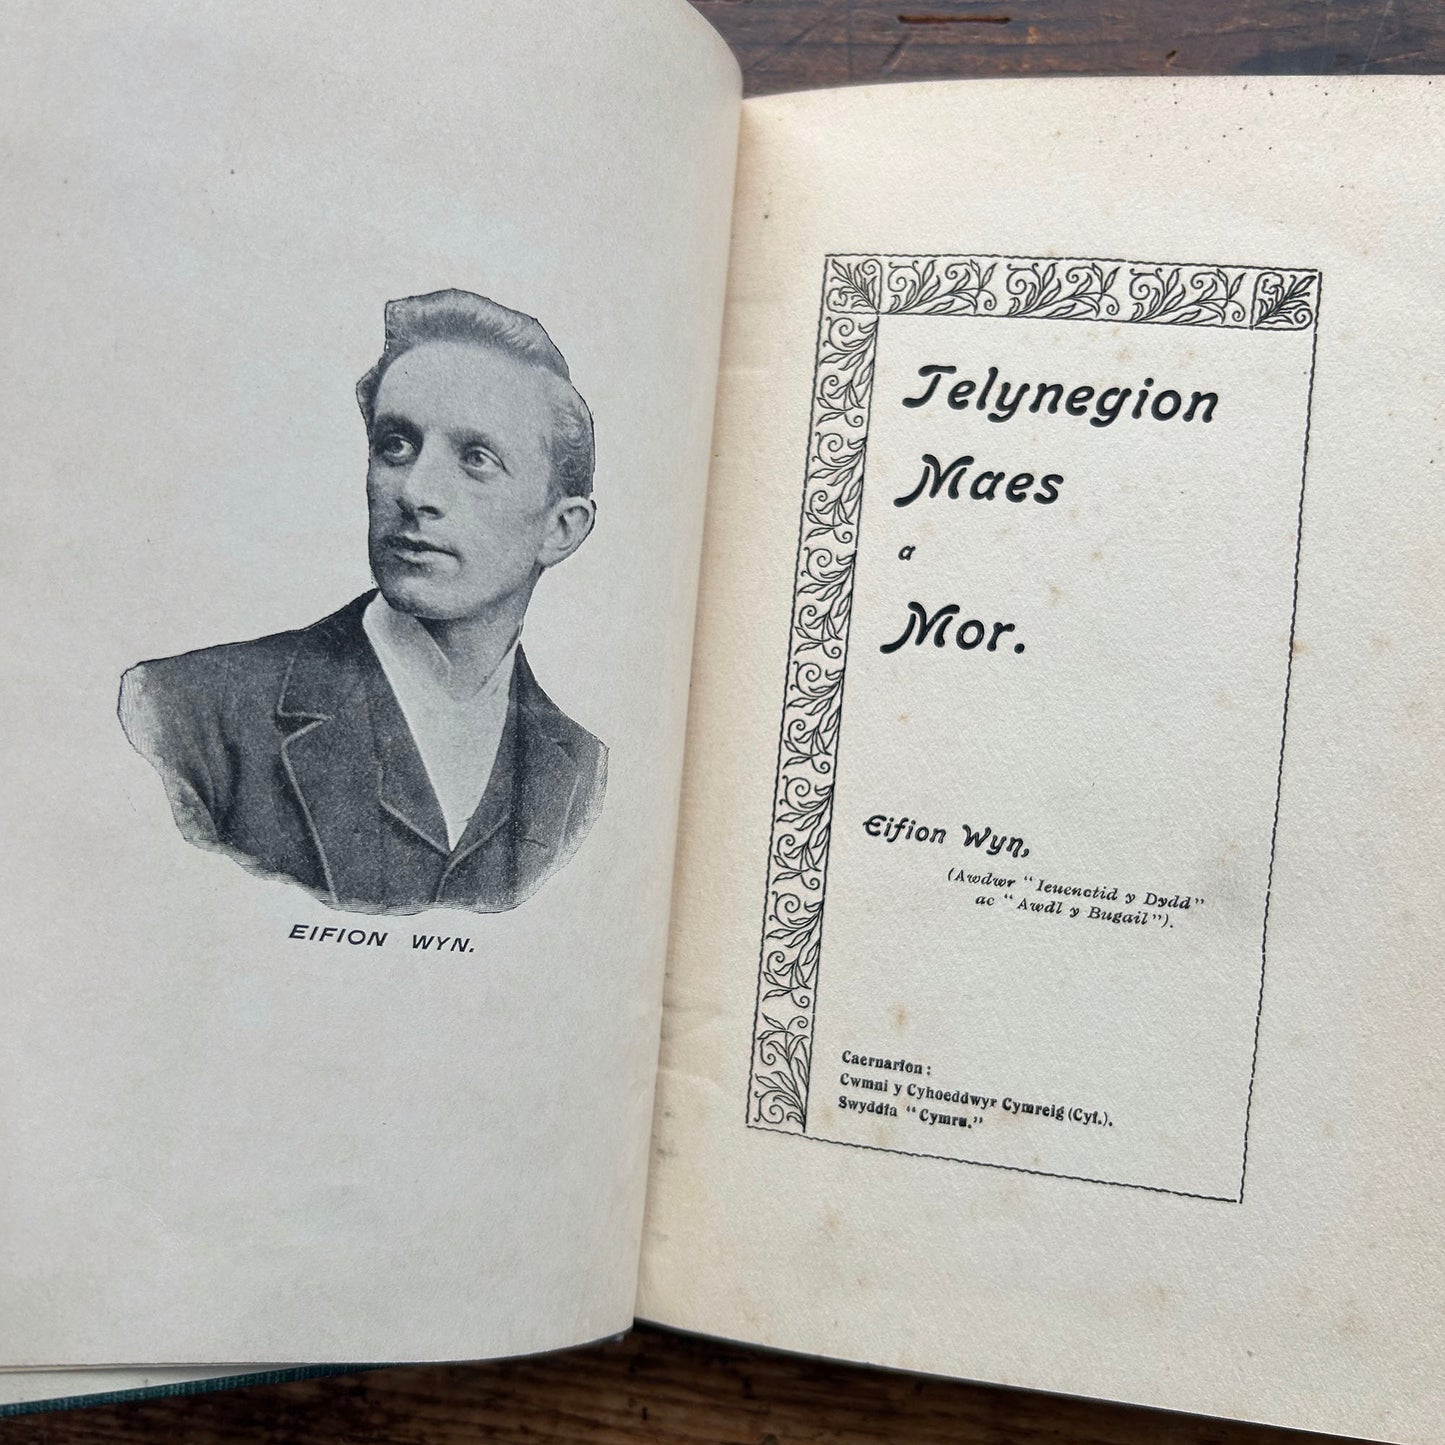 EIFION WYN.
Telynegion
Maes
a
Mor.
Eifion Wyn,
(Awdwr "Ieuenctid y Dydd"
ac "Awdl y Bugail").
Caernarfon:
Cwmni y Cyhoeddwyr Cymreig (Cyf.).
Swyddfa "Cymru."